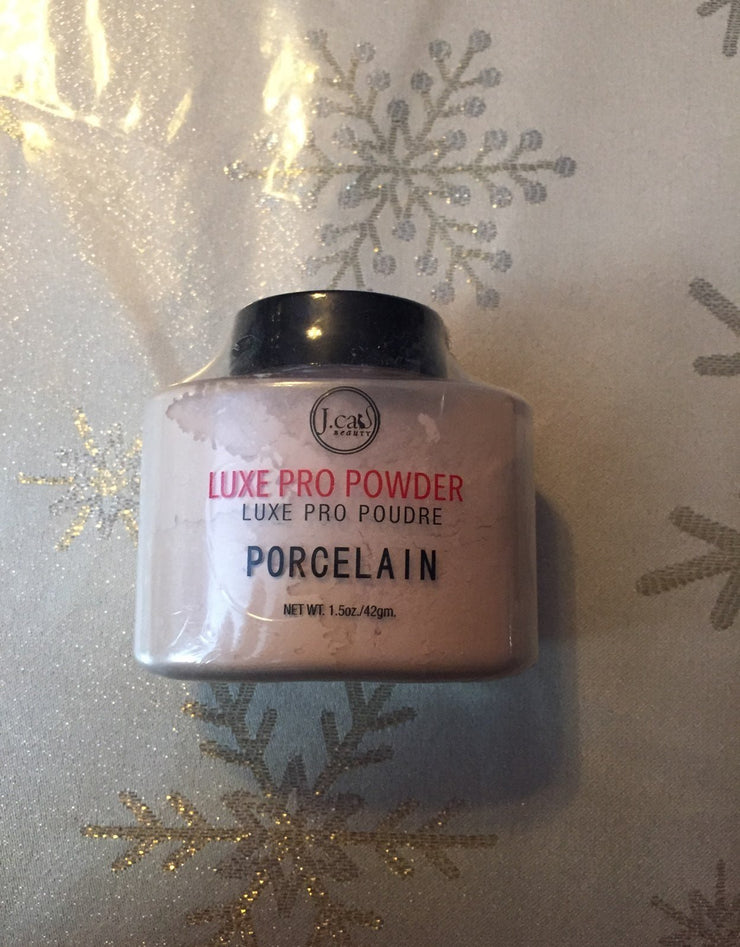 J.CAT
BEAUTY
LUXE PRO POWDER
LUXE PRO POUDRE
PORCELAIN
NET WT. 1.5oz./42gm.